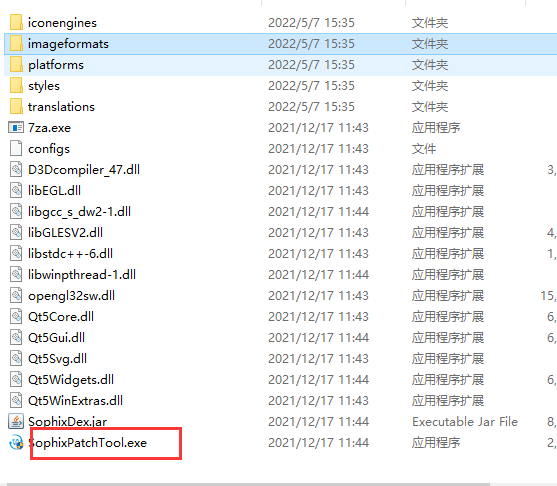 iconengines 2022/5/7 15:35 文件夹
imageformats 2022/5/7 15:35 文件夹
platforms 2022/5/7 15:35 文件夹
styles 2022/5/7 15:35 文件夹
translations 2022/5/7 15:35 文件夹
7za.exe 2021/12/17 11:43 应用程序
configs 2021/12/17 11:43 文件
D3Dcompiler_47.dll 2021/12/17 11:43 应用程序扩展 3,
libEGL.dll 2021/12/17 11:43 应用程序扩展
libgcc_s_dw2-1.dll 2021/12/17 11:44 应用程序扩展
libGLESV2.dll 2021/12/17 11:43 应用程序扩展 4,
libstdc++-6.dll 2021/12/17 11:43 应用程序扩展 1,
libwinpthread-1.dll 2021/12/17 11:44 应用程序扩展
opengl32sw.dll 2021/12/17 11:43 应用程序扩展 15,
Qt5Core.dll 2021/12/17 11:43 应用程序扩展 6,
Qt5Gui.dll 2021/12/17 11:44 应用程序扩展 6,
Qt5Svg.dll 2021/12/17 11:43 应用程序扩展
Qt5Widgets.dll 2021/12/17 11:44 应用程序扩展 6,
Qt5WinExtras.dll 2021/12/17 11:43 应用程序扩展
SophixDex.jar 2021/12/17 11:44 Executable Jar File 8,
SophixPatchTool.exe 2021/12/17 11:44 应用程序 2,